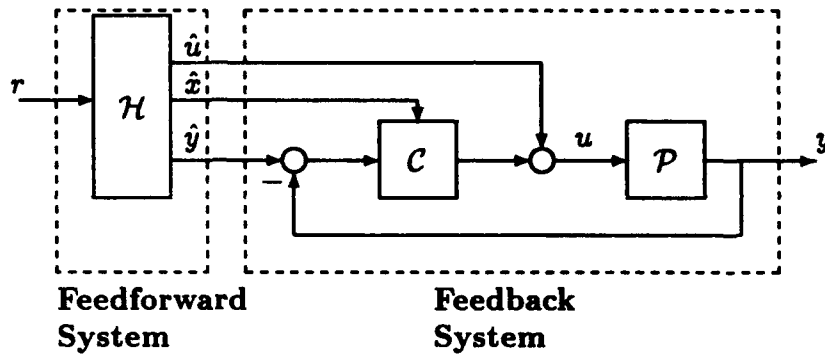 û
r
x̂
ℋ
ŷ
−
𝒞
u
𝒫
y
Feedforward
System
Feedback
System